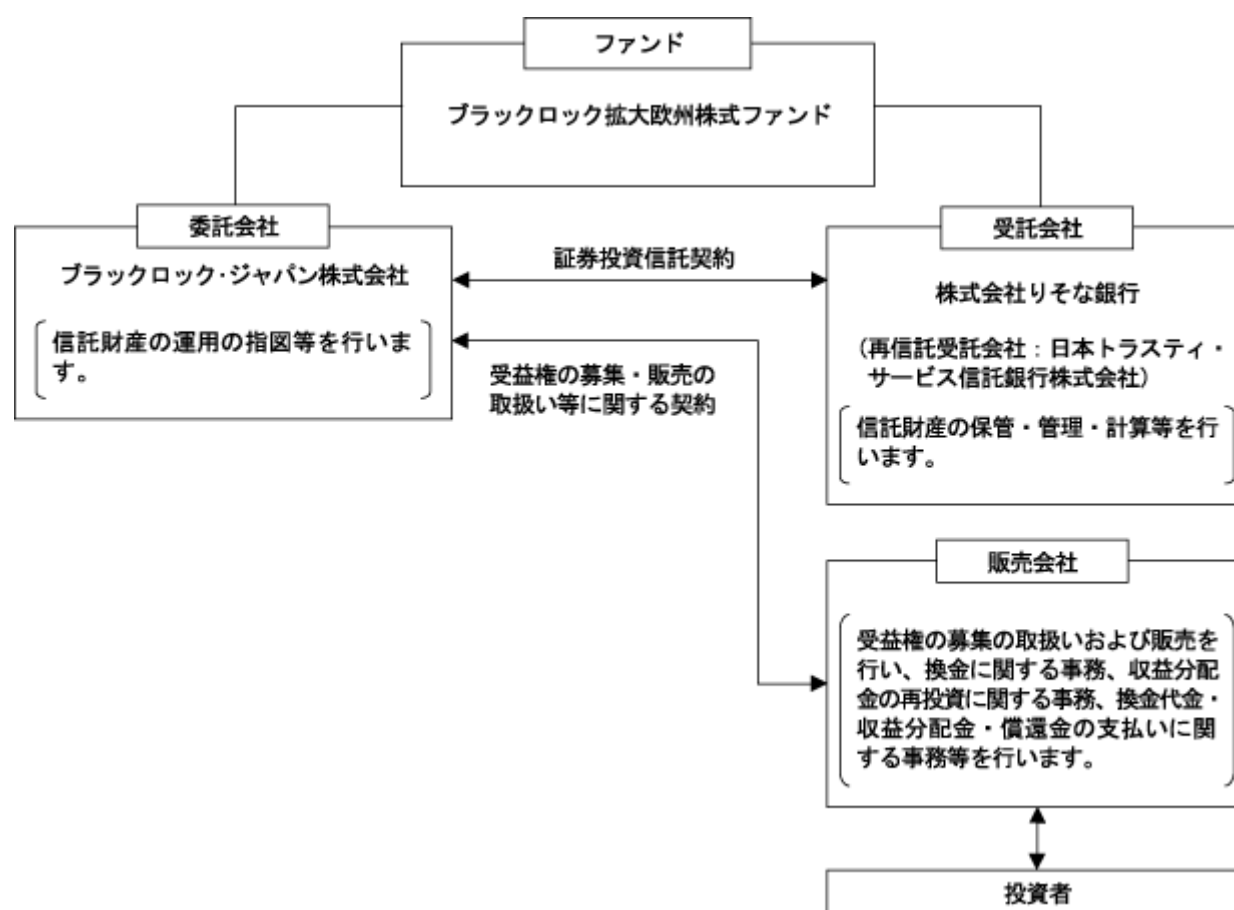 ファンド
ブラックロック拡大欧州株式ファンド
委託会社
ブラックロック・ジャパン株式会社
信託財産の運用の指図等を行いま
す。
証券投資信託契約
受益権の募集・販売の
取扱い等に関する契約
受託会社
株式会社りそな銀行
(再信託受託会社:日本トラスティ・
サービス信託銀行株式会社)
信託財産の保管・管理・計算等を行
います。
販売会社
受益権の募集の取扱いおよび販売を
行い、換金に関する事務、収益分配
金の再投資に関する事務、換金代金・
収益分配金・償還金の支払いに関
する事務等を行います。
投資者